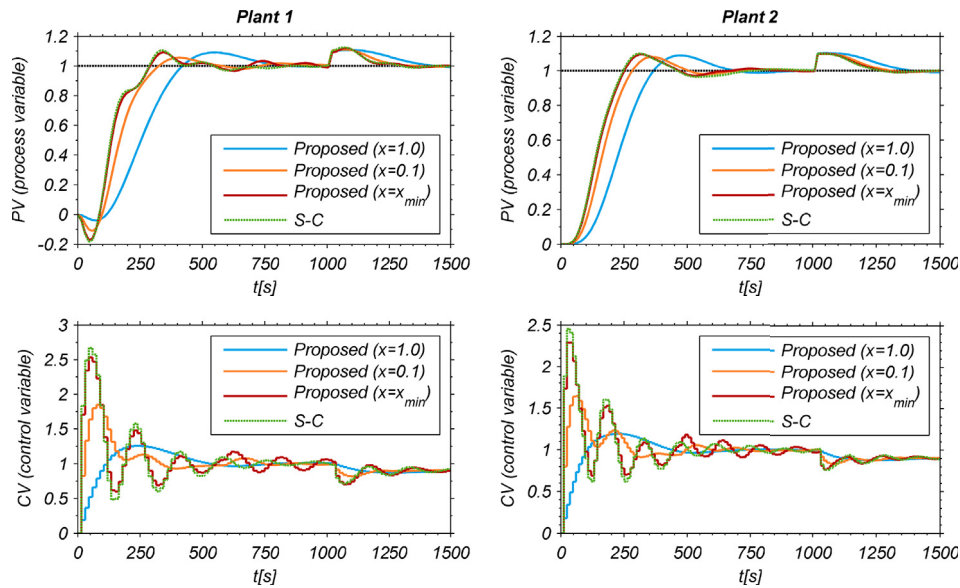 Plant 1
PV (process variable)
1.2
1
0.8
0.6
0.4
0.2
0
-0.2
Proposed (x=1.0)
Proposed (x=0.1)
Proposed (x=x_min)
S-C
0 250 500 750 1000 1250 1500
t[s]
Plant 2
PV (process variable)
1.2
1
0.8
0.6
0.4
0.2
0
Proposed (x=1.0)
Proposed (x=0.1)
Proposed (x=x_min)
S-C
0 250 500 750 1000 1250 1500
t[s]
CV (control variable)
3
2.5
2
1.5
1
0.5
0
Proposed (x=1.0)
Proposed (x=0.1)
Proposed (x=x_min)
S-C
0 250 500 750 1000 1250 1500
t[s]
CV (control variable)
2.5
2
1.5
1
0.5
0
Proposed (x=1.0)
Proposed (x=0.1)
Proposed (x=x_min)
S-C
0 250 500 750 1000 1250 1500
t[s]